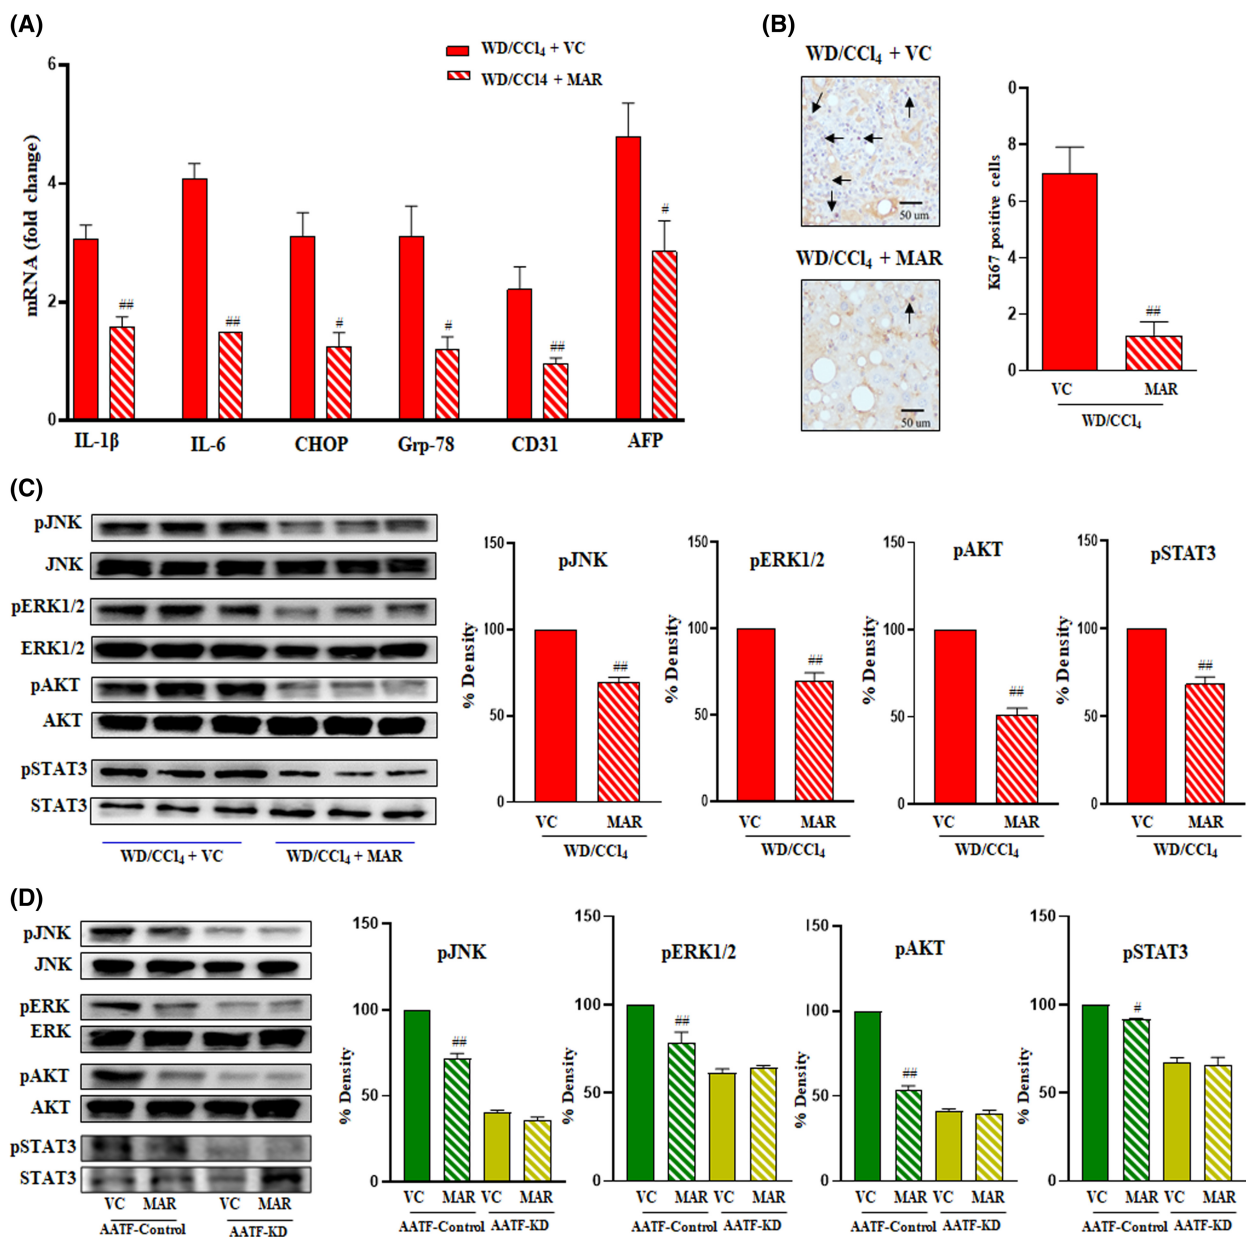 (A)
WD/CCl4 + VC
WD/CCl4 + MAR
mRNA (fold change)
6
4
2
0
## ## # # ## #
IL-1β IL-6 CHOP Grp-78 CD31 AFP
(B)
WD/CCl4 + VC
50 um
WD/CCl4 + MAR
50 um
Ki67 positive cells
0
8
6
4
2
0
##
VC MAR
WD/CCl4
(C)
pJNK
JNK
pERK1/2
ERK1/2
pAKT
AKT
pSTAT3
STAT3
WD/CCl4 + VC WD/CCl4 + MAR
pJNK
% Density
150
100
50
0
##
VC MAR
WD/CCl4
pERK1/2
% Density
150
100
50
0
##
VC MAR
WD/CCl4
pAKT
% Density
150
100
50
0
##
VC MAR
WD/CCl4
pSTAT3
% Density
150
100
50
0
##
VC MAR
WD/CCl4
(D)
pJNK
JNK
pERK
ERK
pAKT
AKT
pSTAT3
STAT3
VC MAR VC MAR
AATF-Control AATF-KD
pJNK
% Density
150
100
50
0
##
VC MAR VC MAR
AATF-Control AATF-KD
pERK1/2
% Density
150
100
50
0
##
VC MAR VC MAR
AATF-Control AATF-KD
pAKT
% Density
150
100
50
0
##
VC MAR VC MAR
AATF-Control AATF-KD
pSTAT3
% Density
150
100
50
0
#
VC MAR VC MAR
AATF-Control AATF-KD